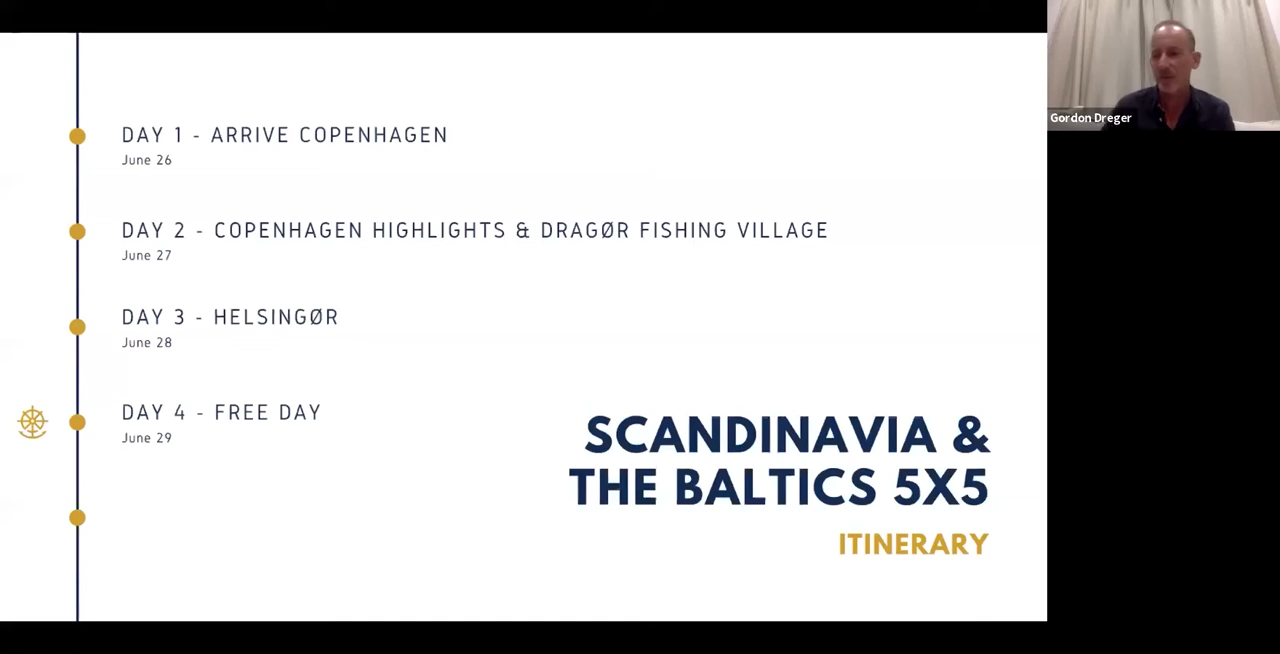 DAY 1 - ARRIVE COPENHAGEN
June 26
DAY 2 - COPENHAGEN HIGHLIGHTS & DRAGØR FISHING VILLAGE
June 27
DAY 3 - HELSINGØR
June 28
DAY 4 - FREE DAY
June 29
SCANDINAVIA &
THE BALTICS 5X5
ITINERARY
Gordon Dreger